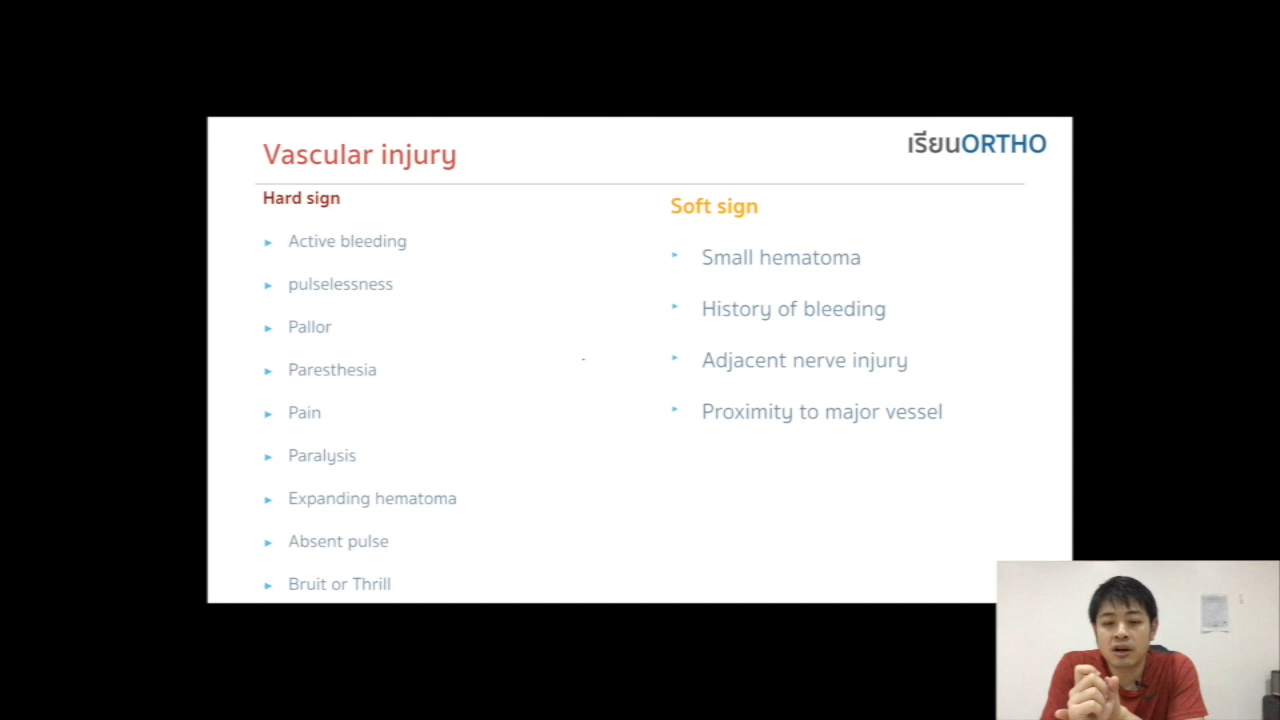 Vascular injury
เรียนORTHO
Hard sign
Active bleeding
pulselessness
Pallor
Paresthesia
Pain
Paralysis
Expanding hematoma
Absent pulse
Bruit or Thrill
Soft sign
Small hematoma
History of bleeding
Adjacent nerve injury
Proximity to major vessel